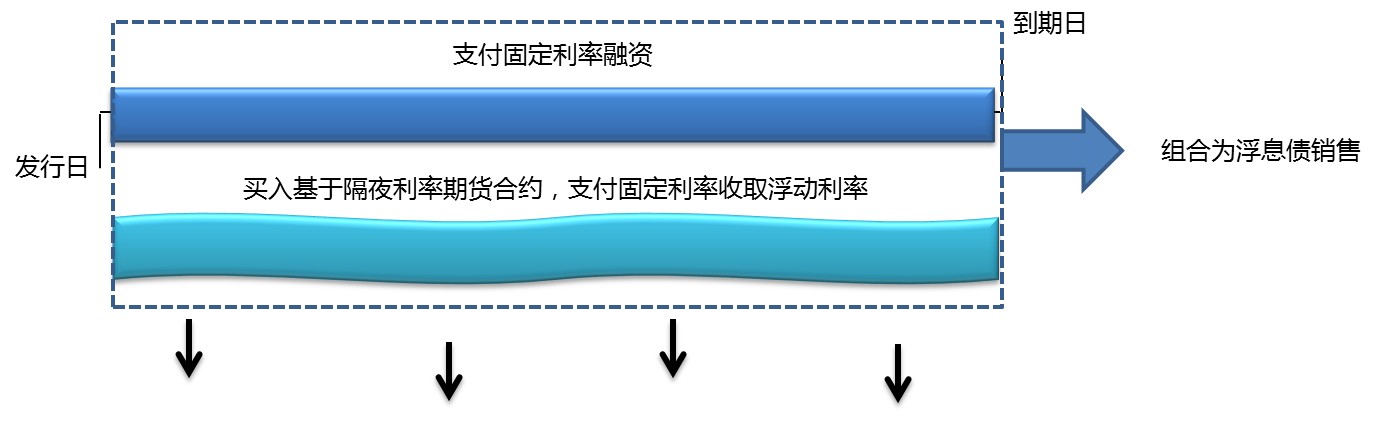 到期日
支付固定利率融资
发行日
组合为浮息债销售
买入基于隔夜利率期货合约，支付固定利率收取浮动利率